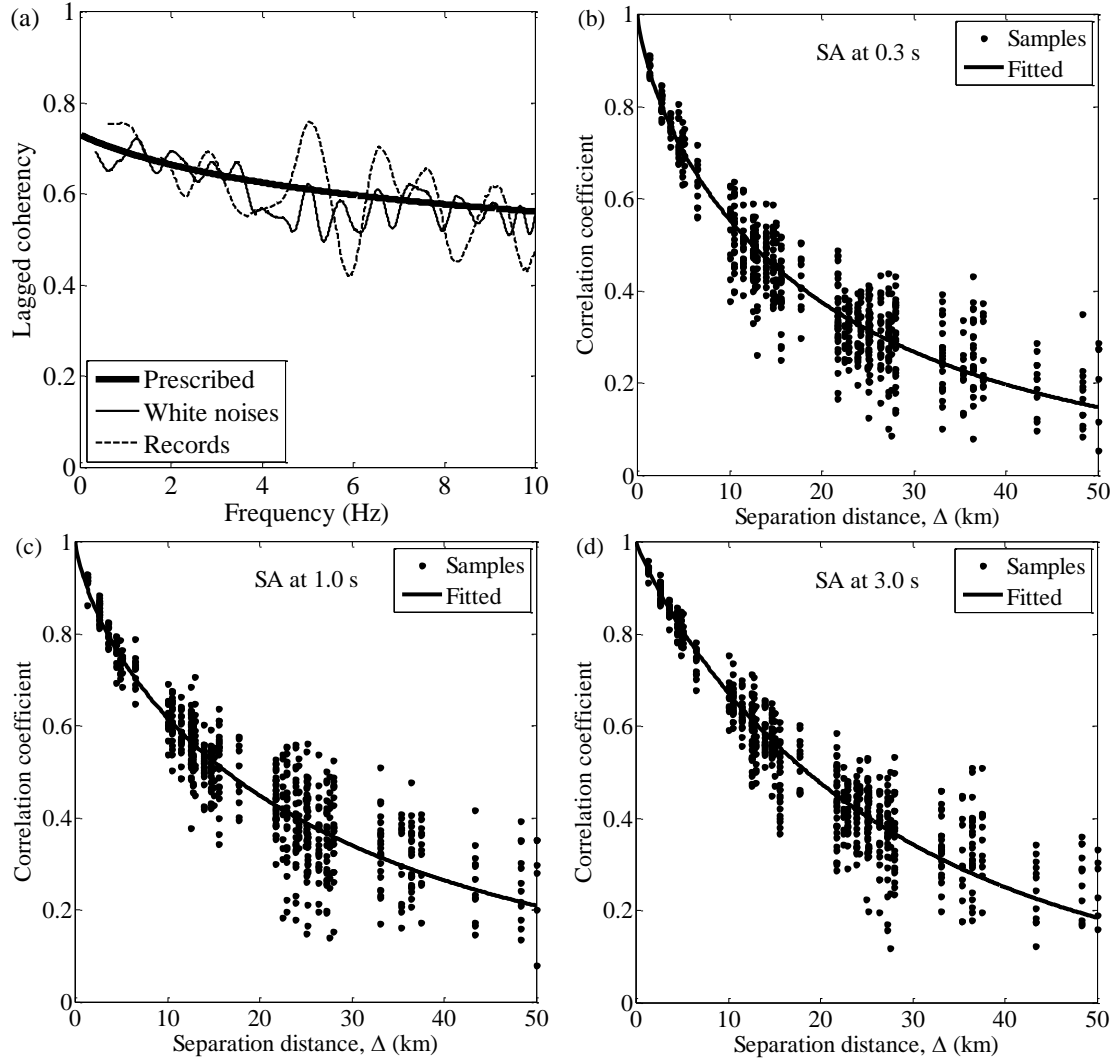 (a)
1
0.8
0.6
0.4
0.2
0
Lagged coherency
Prescribed
White noises
Records
0 2 4 6 8 10
Frequency (Hz)
(b)
1
0.8
0.6
0.4
0.2
0
Correlation coefficient
SA at 0.3 s
Samples
Fitted
0 10 20 30 40 50
Separation distance, Δ (km)
(c)
1
0.8
0.6
0.4
0.2
0
Correlation coefficient
SA at 1.0 s
Samples
Fitted
0 10 20 30 40 50
Separation distance, Δ (km)
(d)
1
0.8
0.6
0.4
0.2
0
Correlation coefficient
SA at 3.0 s
Samples
Fitted
0 10 20 30 40 50
Separation distance, Δ (km)